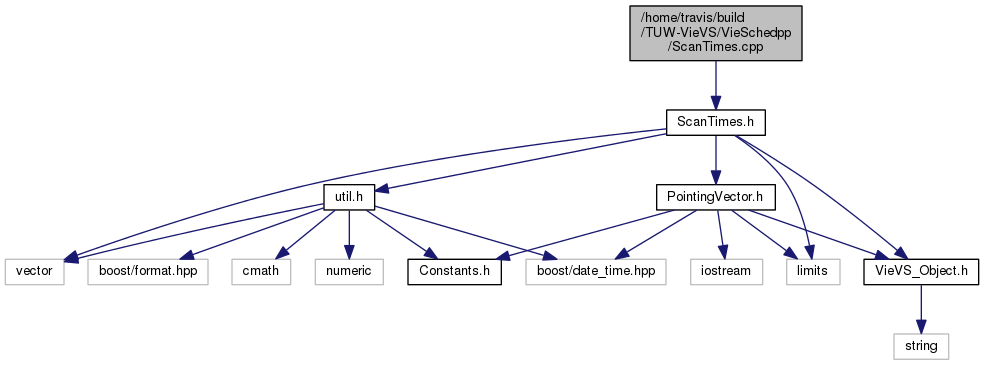 /home/travis/build
/TUW-VieVS/VieSchedpp
/ScanTimes.cpp
ScanTimes.h
util.h
PointingVector.h
vector
boost/format.hpp
cmath
numeric
Constants.h
boost/date_time.hpp
iostream
limits
VieVS_Object.h
string